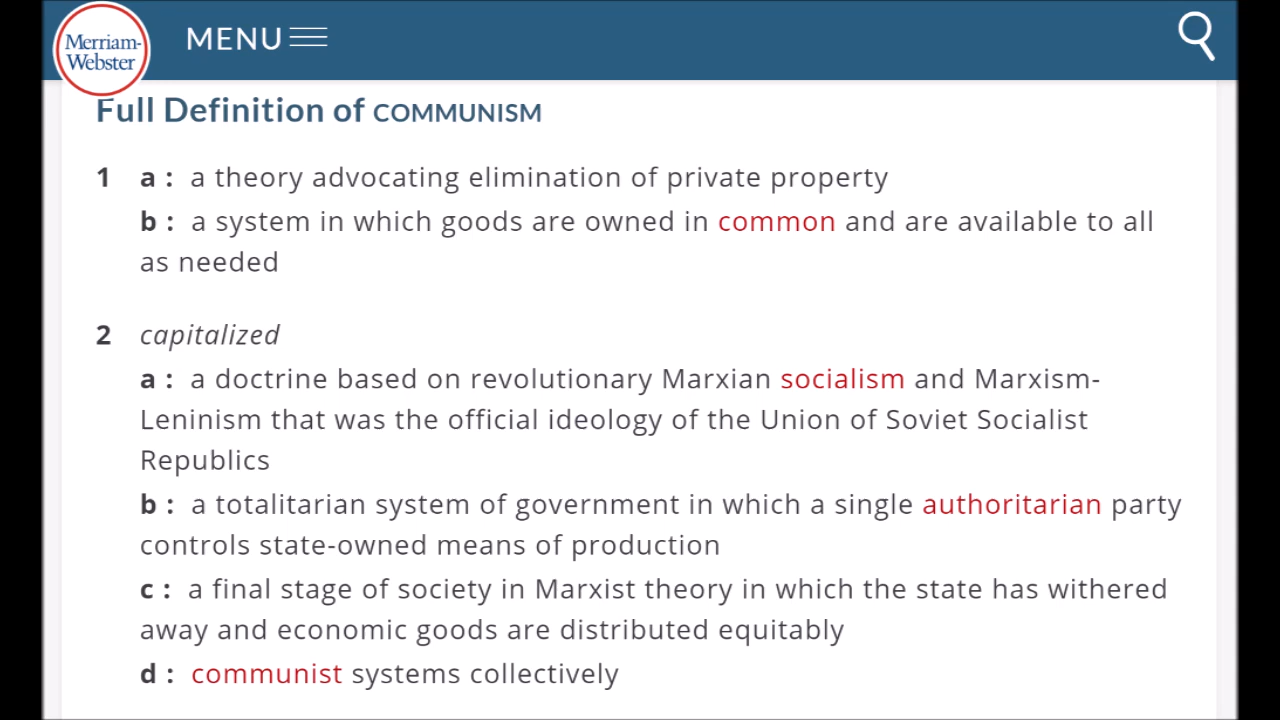 Merriam-
Webster
MENU
Full Definition of COMMUNISM
1 a : a theory advocating elimination of private property
b : a system in which goods are owned in common and are available to all
as needed
2 capitalized
a : a doctrine based on revolutionary Marxian socialism and Marxism-
Leninism that was the official ideology of the Union of Soviet Socialist
Republics
b : a totalitarian system of government in which a single authoritarian party
controls state-owned means of production
c : a final stage of society in Marxist theory in which the state has withered
away and economic goods are distributed equitably
d : communist systems collectively